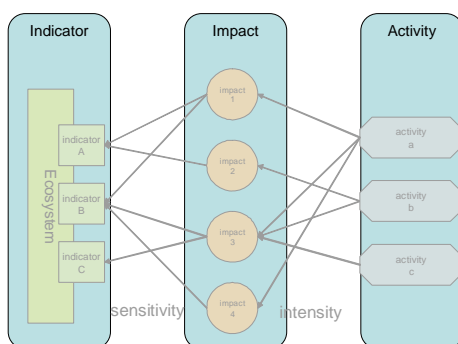 Indicator
Impact
Activity
Ecosystem
indicator
A
indicator
B
indicator
C
impact
1
impact
2
impact
3
impact
4
activity
a
activity
b
activity
c
sensitivity
intensity